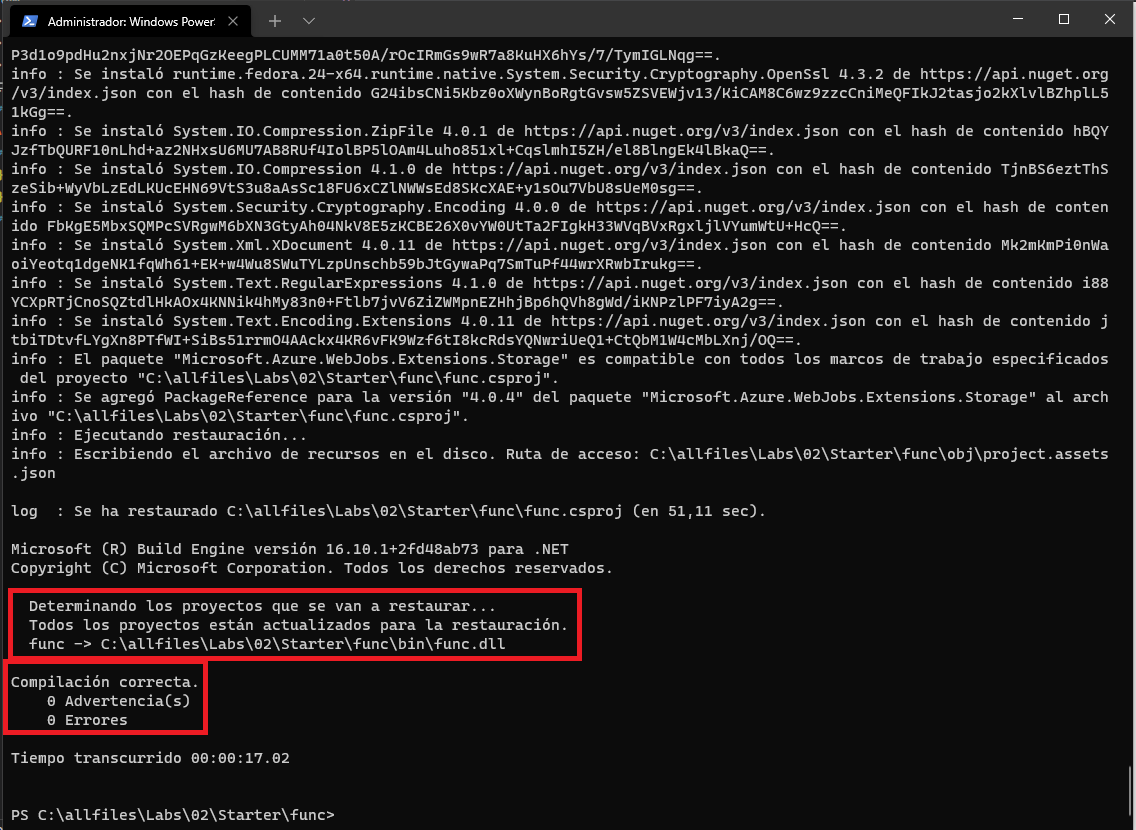 Administrador: Windows Power
P3d1o9pdHu2nxjNr2OEPqGzKeegPLCUMM71a0t50A/rOcIRmGs9wR7a8KuHX6hYs/7/TymIGLNqg==.
info : Se instaló runtime.fedora.24-x64.runtime.native.System.Security.Cryptography.OpenSsl 4.3.2 de https://api.nuget.org
/v3/index.json con el hash de contenido G24ibsCNi5Kbz0oXWynBoRgtGvsw5ZSVEWjv13/kiCAM8C6wz9zzcCniMeQFIkJ2tasjo2kXlvlBZhplL5
1kGg==.
info : Se instaló System.IO.Compression.ZipFile 4.0.1 de https://api.nuget.org/v3/index.json con el hash de contenido hBQY
JzfTbQURF10nLhd+az2NHxsU6MU7AB8RUf4IolBP5lOAm4Luho851xl+CqslmhI5ZH/el8BlngEk4lBkaQ==.
info : Se instaló System.IO.Compression 4.1.0 de https://api.nuget.org/v3/index.json con el hash de contenido TjnBS6eztThS
zeSib+WyVbLzEdLKUcEHN69VtS3u8aAsSc18FU6xCZlNWWsEd8SKcXAE+y1sOu7VbU8sUeM0sg==.
info : Se instaló System.Security.Cryptography.Encoding 4.0.0 de https://api.nuget.org/v3/index.json con el hash de conten
ido FbKgE5MbxSQMPcSVRgwM6bXN3GtyAh04NkV8E5zKCBE26X0vYW0UtTa2FIgkH33WVqBVxRgxljlVYumWtU+HcQ==.
info : Se instaló System.Xml.XDocument 4.0.11 de https://api.nuget.org/v3/index.json con el hash de contenido Mk2mKmPi0nWa
oiYeotq1dgeNK1fqWh61+EK+w4Wu8SWuTYLzpUnschb59bJtGywaPq7SmTuPf44wrXRwbIrukg==.
info : Se instaló System.Text.RegularExpressions 4.1.0 de https://api.nuget.org/v3/index.json con el hash de contenido i88
YCXpRTjCnoSQZtdlHkAOx4KNNik4hMy83n0+Ftlb7jvV6ZiZWMpnEZHhjBp6hQVh8gWd/iKNPzlPF7iyA2g==.
info : Se instaló System.Text.Encoding.Extensions 4.0.11 de https://api.nuget.org/v3/index.json con el hash de contenido j
tbiTDtvfLYgXn8PTfWI+SiBs51rrmO4AAckx4KR6vFK9Wzf6tI8kcRdsYQNwriUeQ1+CtQbM1W4cMbLXnj/OQ==.
info : El paquete "Microsoft.Azure.WebJobs.Extensions.Storage" es compatible con todos los marcos de trabajo especificados
 del proyecto "C:\allfiles\Labs\02\Starter\func\func.csproj".
info : Se agregó PackageReference para la versión "4.0.4" del paquete "Microsoft.Azure.WebJobs.Extensions.Storage" al arch
ivo "C:\allfiles\Labs\02\Starter\func\func.csproj".
info : Ejecutando restauración...
info : Escribiendo el archivo de recursos en el disco. Ruta de acceso: C:\allfiles\Labs\02\Starter\func\obj\project.assets
.json
log  : Se ha restaurado C:\allfiles\Labs\02\Starter\func\func.csproj (en 51,11 sec).
Microsoft (R) Build Engine versión 16.10.1+2fd48ab73 para .NET
Copyright (C) Microsoft Corporation. Todos los derechos reservados.
Determinando los proyectos que se van a restaurar...
Todos los proyectos están actualizados para la restauración.
func -> C:\allfiles\Labs\02\Starter\func\bin\func.dll
Compilación correcta.
0 Advertencia(s)
0 Errores
Tiempo transcurrido 00:00:17.02
PS C:\allfiles\Labs\02\Starter\func>